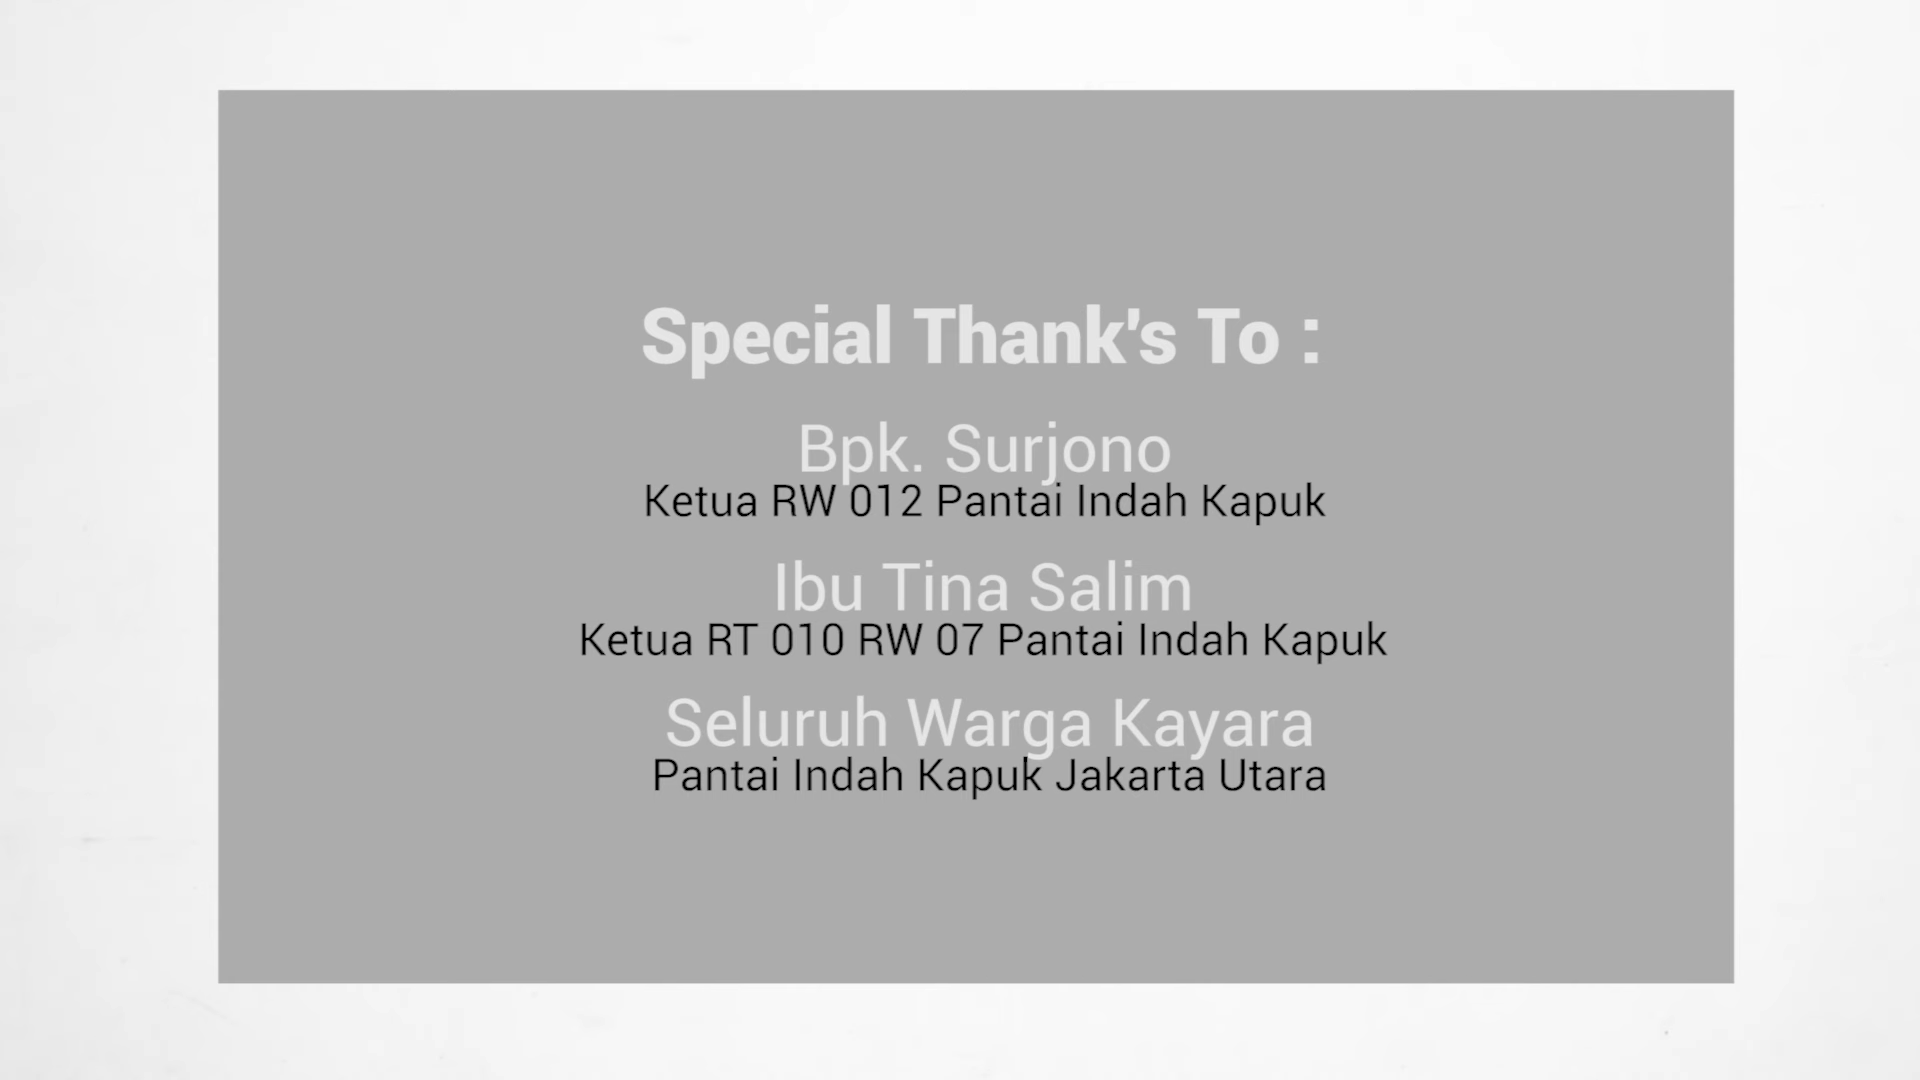 Special Thank's To :
Bpk. Surjono
Ketua RW 012 Pantai Indah Kapuk
Ibu Tina Salim
Ketua RT 010 RW 07 Pantai Indah Kapuk
Seluruh Warga Kayara
Pantai Indah Kapuk Jakarta Utara